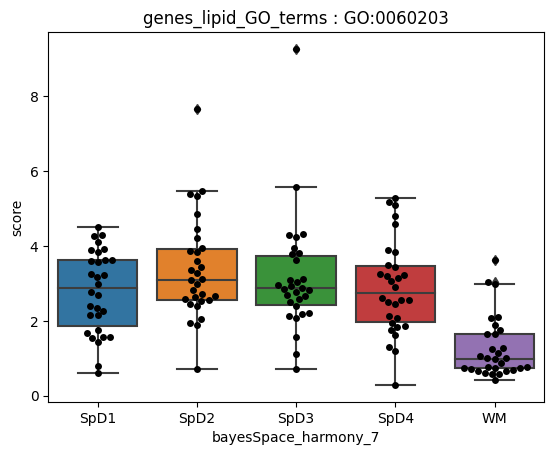 genes_lipid_GO_terms : GO:0060203
score
8
6
4
2
0
SpD1 SpD2 SpD3 SpD4 WM
bayesSpace_harmony_7